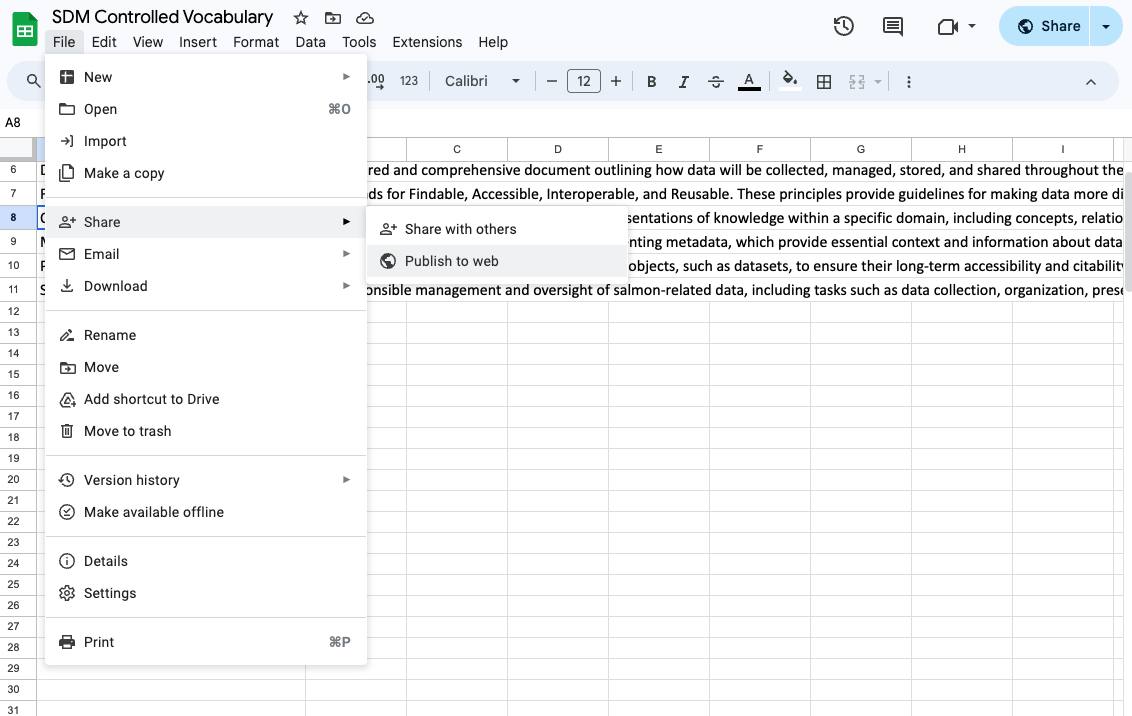 SDM Controlled Vocabulary
File Edit View Insert Format Data Tools Extensions Help
Share
.00 123 Calibri 12 B I S A
A8
C D E F G H I
New
Open ⌘O
Import
Make a copy
Share
Email
Download
Rename
Move
Add shortcut to Drive
Move to trash
Version history
Make available offline
Details
Settings
Print ⌘P
Share with others
Publish to web
6 red and comprehensive document outlining how data will be collected, managed, stored, and shared throughout the
7 ds for Findable, Accessible, Interoperable, and Reusable. These principles provide guidelines for making data more di
8 sentations of knowledge within a specific domain, including concepts, relatio
9 nting metadata, which provide essential context and information about data
10 objects, such as datasets, to ensure their long-term accessibility and citability
11 onsible management and oversight of salmon-related data, including tasks such as data collection, organization, prese
12
13
14
15
16
17
18
19
20
21
22
23
24
25
26
27
28
29
30
31